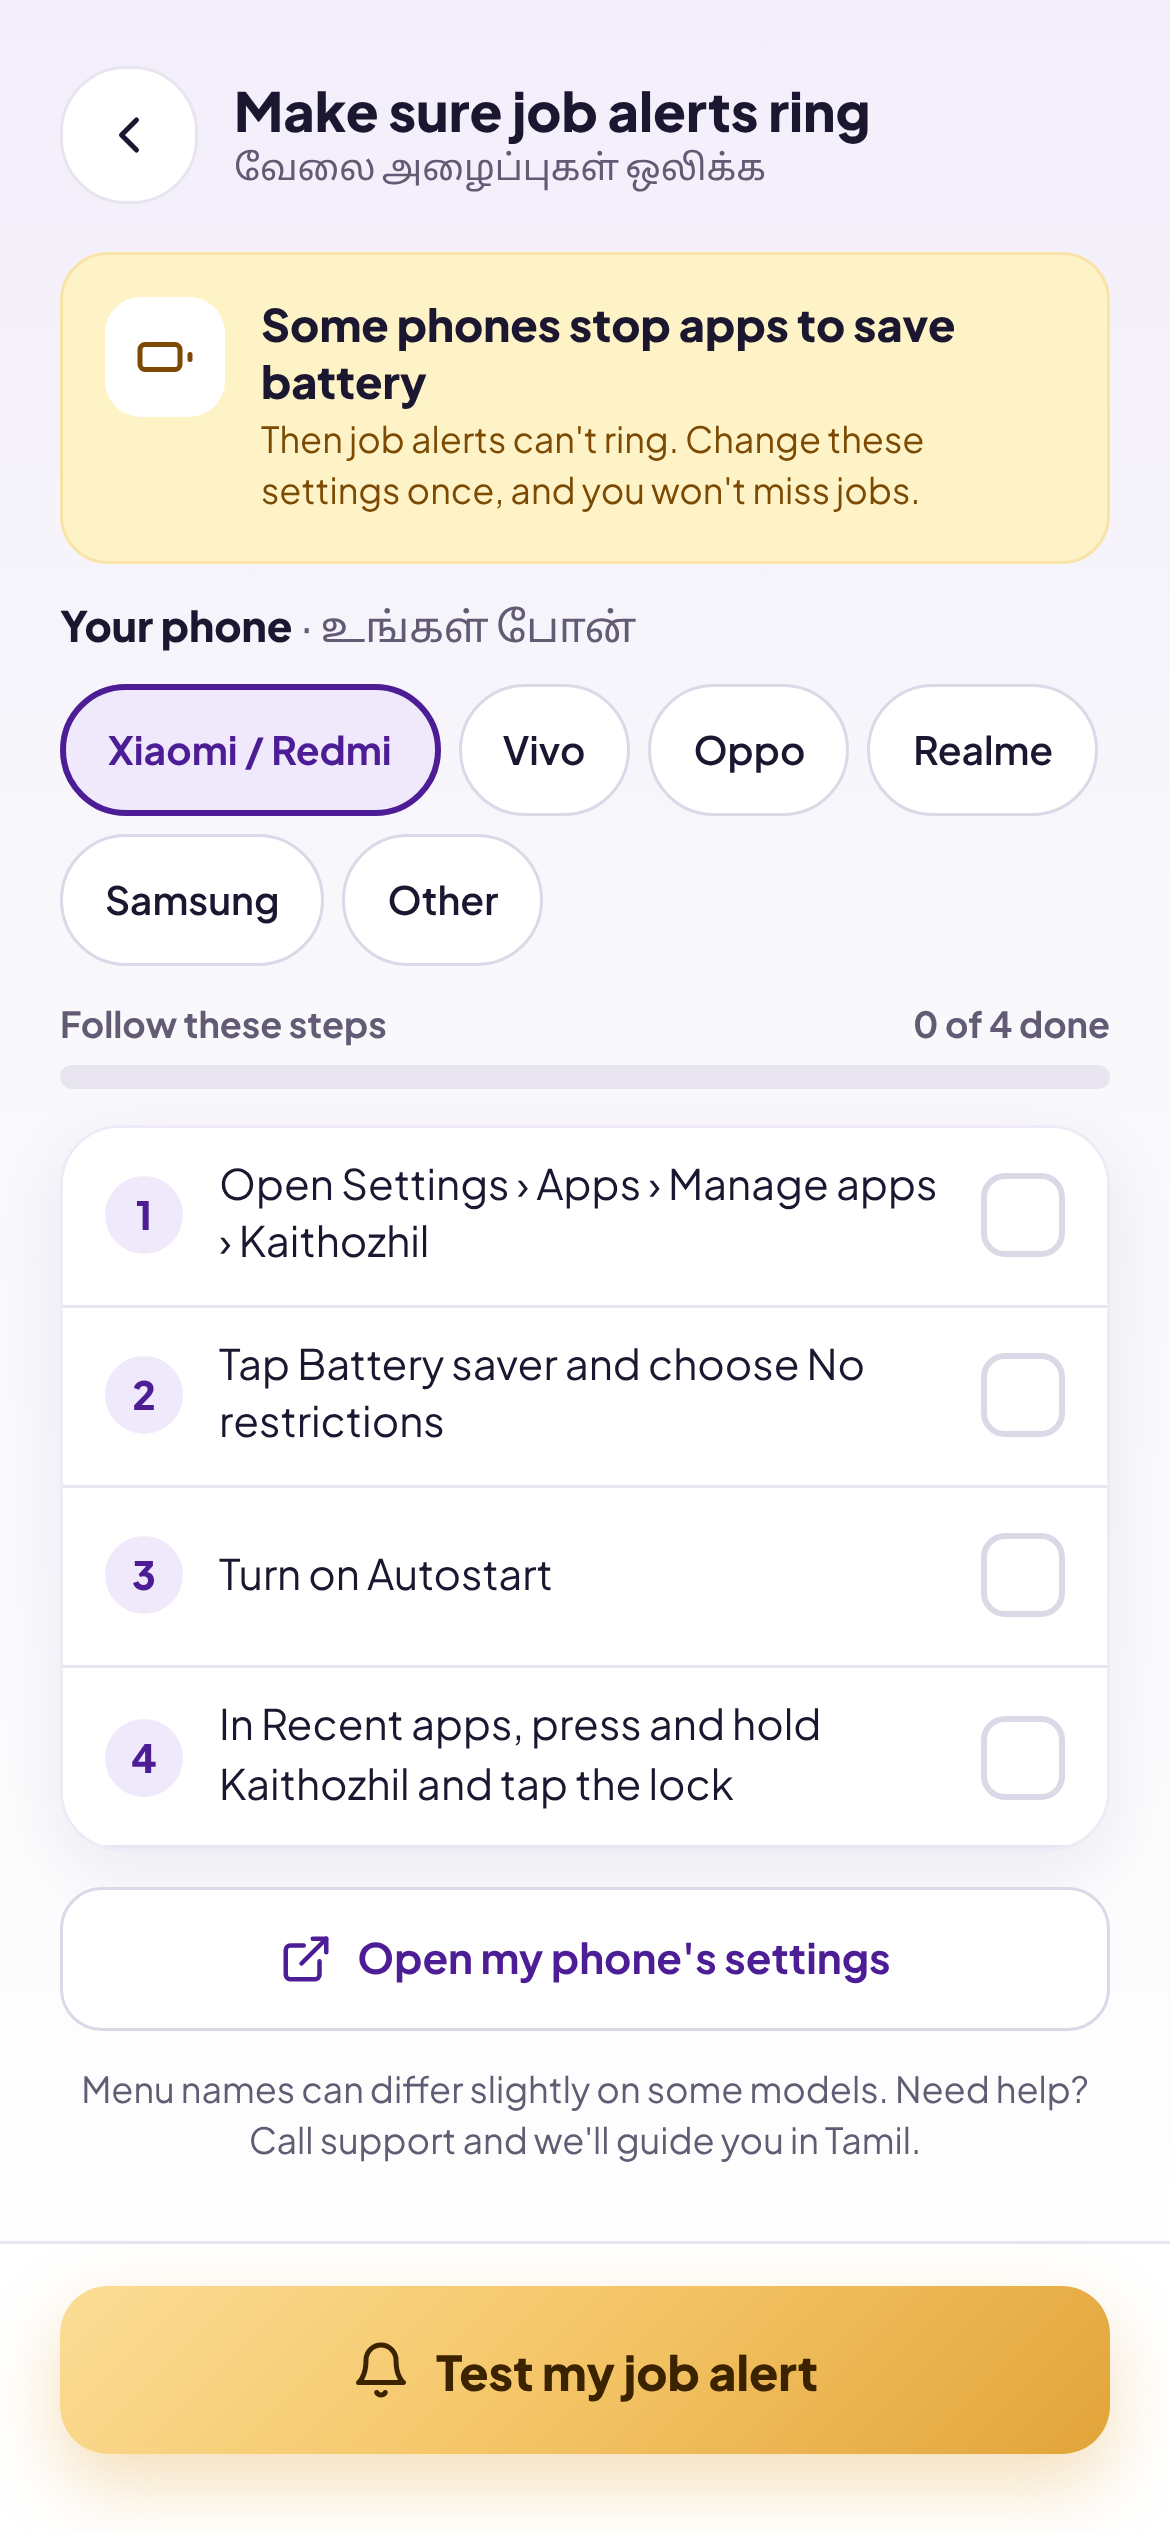 Make sure job alerts ring
வேலை அழைப்புகள் ஒலிக்க
Some phones stop apps to save
battery
Then job alerts can't ring. Change these
settings once, and you won't miss jobs.
Your phone · உங்கள் போன்
Xiaomi / Redmi
Vivo
Oppo
Realme
Samsung
Other
Follow these steps
0 of 4 done
1
Open Settings › Apps › Manage apps
› Kaithozhil
2
Tap Battery saver and choose No
restrictions
3
Turn on Autostart
4
In Recent apps, press and hold
Kaithozhil and tap the lock
Open my phone's settings
Menu names can differ slightly on some models. Need help?
Call support and we'll guide you in Tamil.
Test my job alert